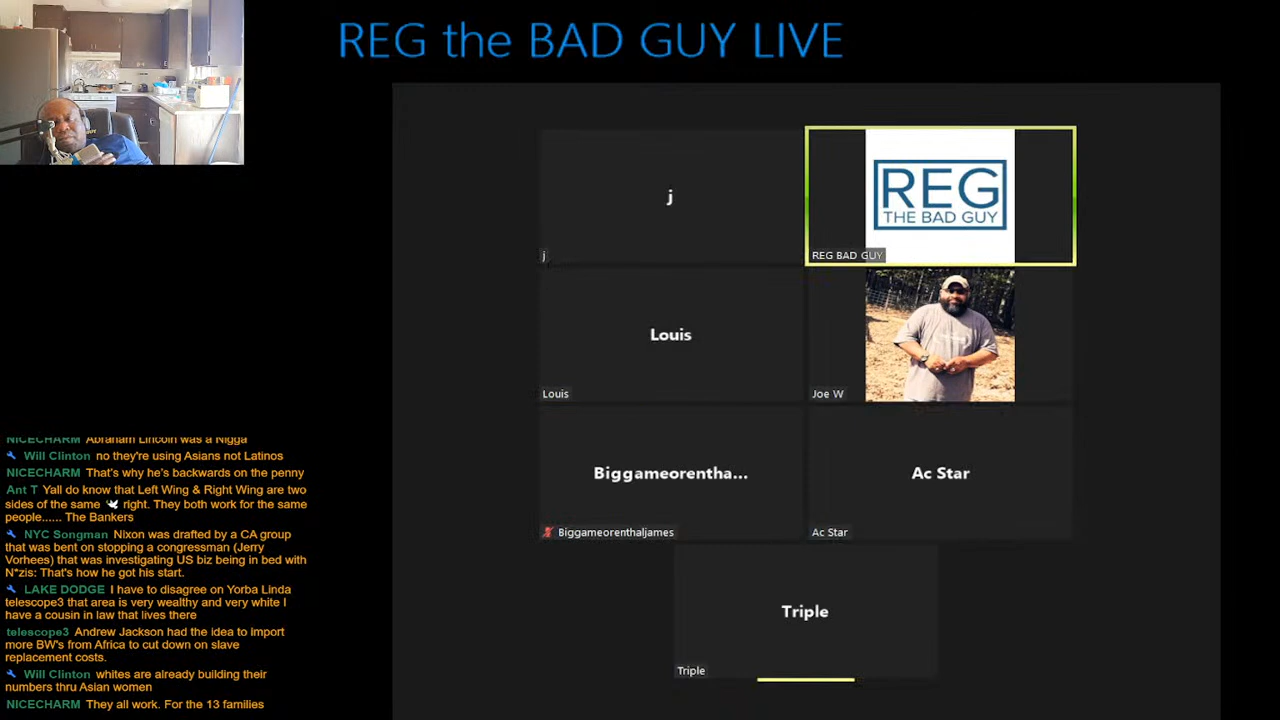 REG the BAD GUY LIVE
j
j
REG
THE BAD GUY
REG BAD GUY
Louis
Louis
Joe W
Biggameorentha...
Biggameorenthaljames
Ac Star
Ac Star
Triple
Triple
NICECHARM Abraham Lincoln was a Nigga
Will Clinton no they're using Asians not Latinos
NICECHARM That's why he's backwards on the penny
Ant T Yall do know that Left Wing & Right Wing are two
sides of the same 🕊 right. They both work for the same
people...... The Bankers
NYC Songman Nixon was drafted by a CA group
that was bent on stopping a congressman (Jerry
Vorhees) that was investigating US biz being in bed with
N*zis: That's how he got his start.
LAKE DODGE I have to disagree on Yorba Linda
telescope3 that area is very wealthy and very white I
have a cousin in law that lives there
telescope3 Andrew Jackson had the idea to import
more BW's from Africa to cut down on slave
replacement costs.
Will Clinton whites are already building their
numbers thru Asian women
NICECHARM They all work. For the 13 families